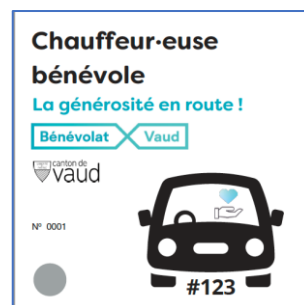 Chauffeur·euse
bénévole
La générosité en route !
Bénévolat Vaud
canton de
vaud
N° 0001
#123